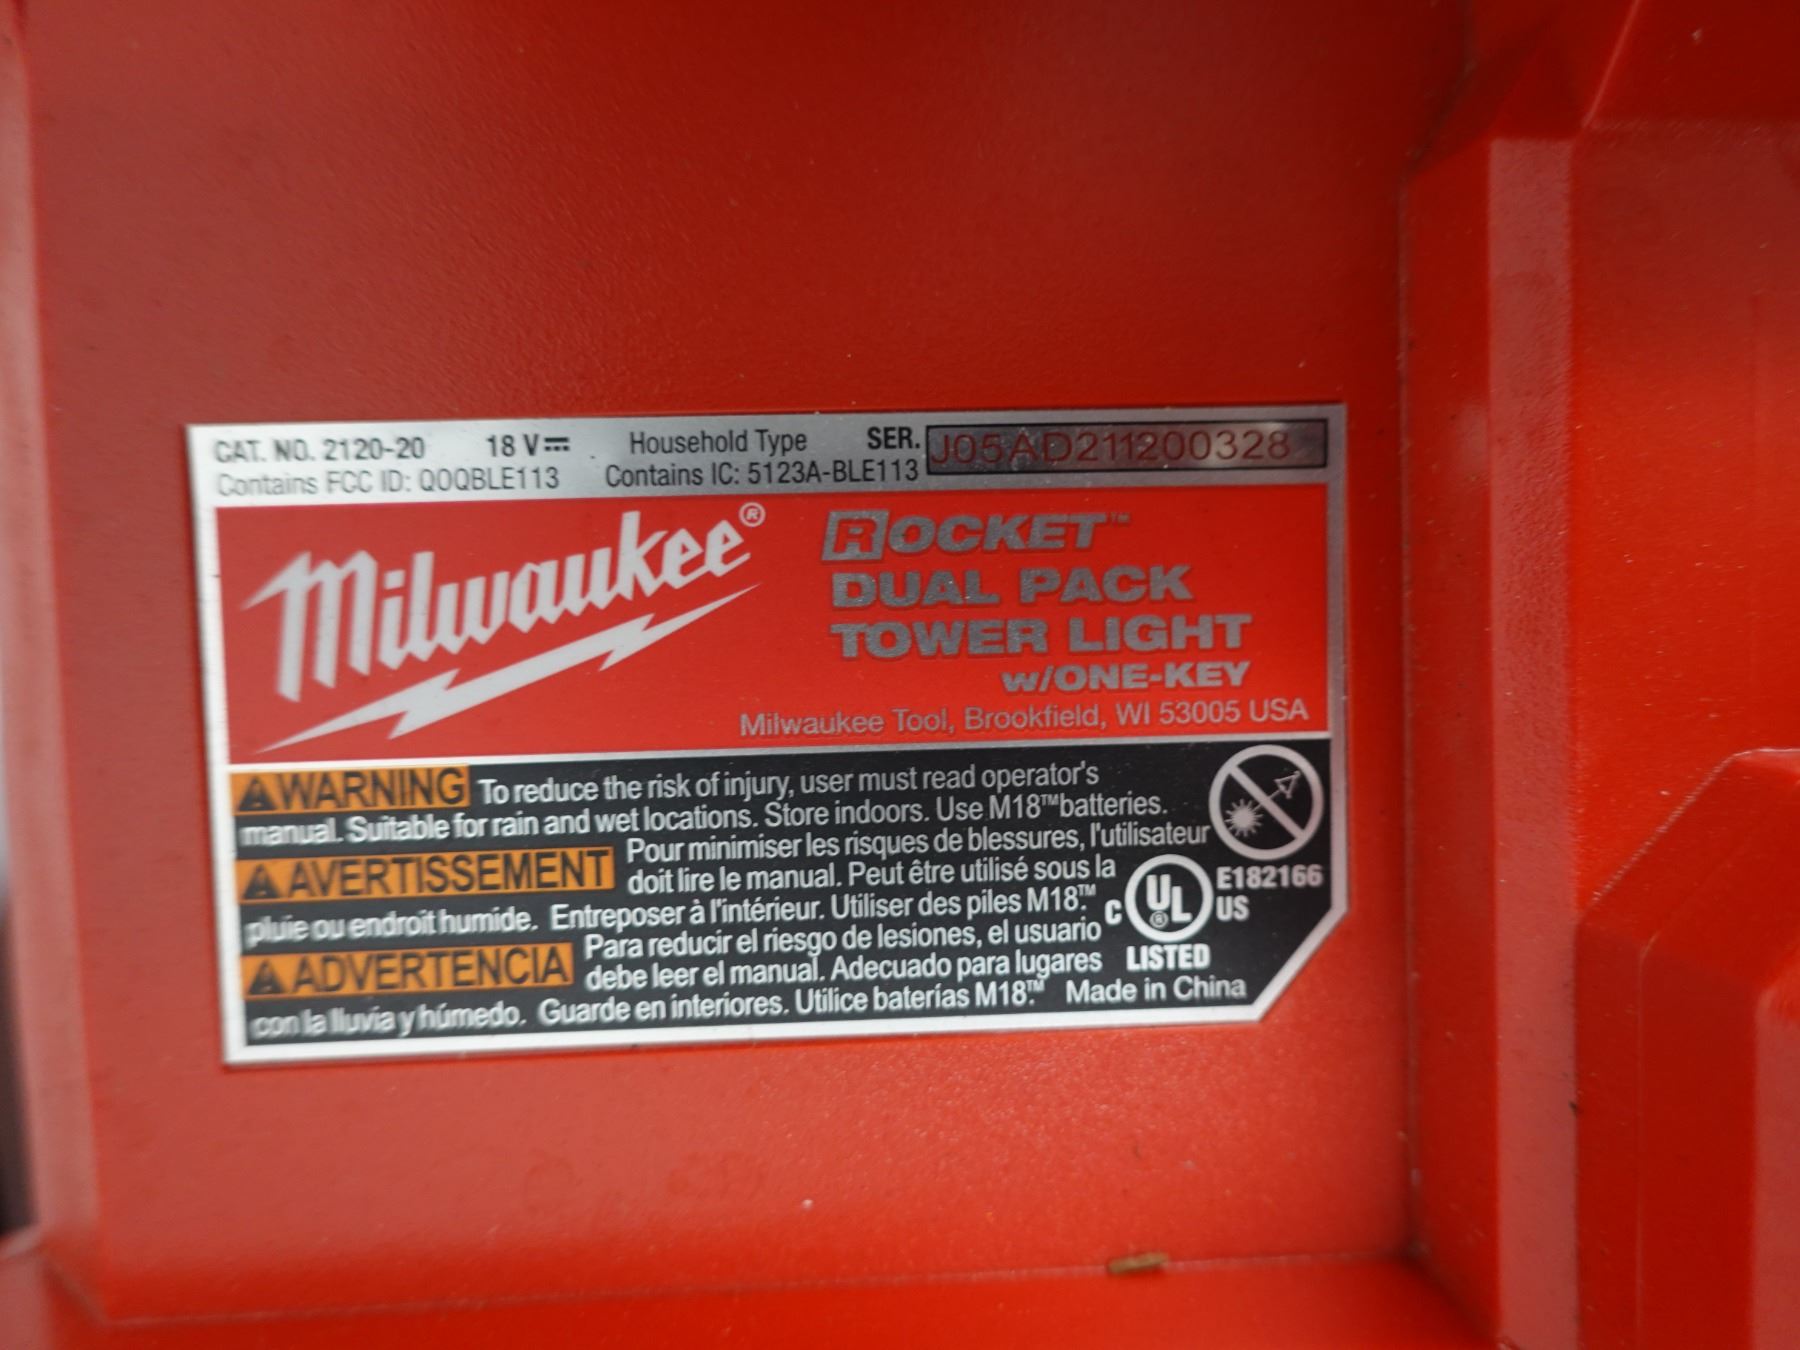 CAT. NO. 2120-20 18 V⎓ Household Type SER. J05AD211200328
Contains FCC ID: QOQBLE113 Contains IC: 5123A-BLE113
Milwaukee®
ROCKET™
DUAL PACK
TOWER LIGHT
w/ONE-KEY
Milwaukee Tool, Brookfield, WI 53005 USA
⚠WARNING To reduce the risk of injury, user must read operator's
manual. Suitable for rain and wet locations. Store indoors. Use M18™ batteries.
⚠AVERTISSEMENT Pour minimiser les risques de blessures, l'utilisateur
doit lire le manual. Peut être utilisé sous la
pluie ou endroit humide. Entreposer à l'intérieur. Utiliser des piles M18.™
⚠ADVERTENCIA Para reducir el riesgo de lesiones, el usuario
debe leer el manual. Adecuado para lugares
con la lluvia y húmedo. Guarde en interiores. Utilice baterías M18.™
E182166
C UL® US
LISTED
Made in China